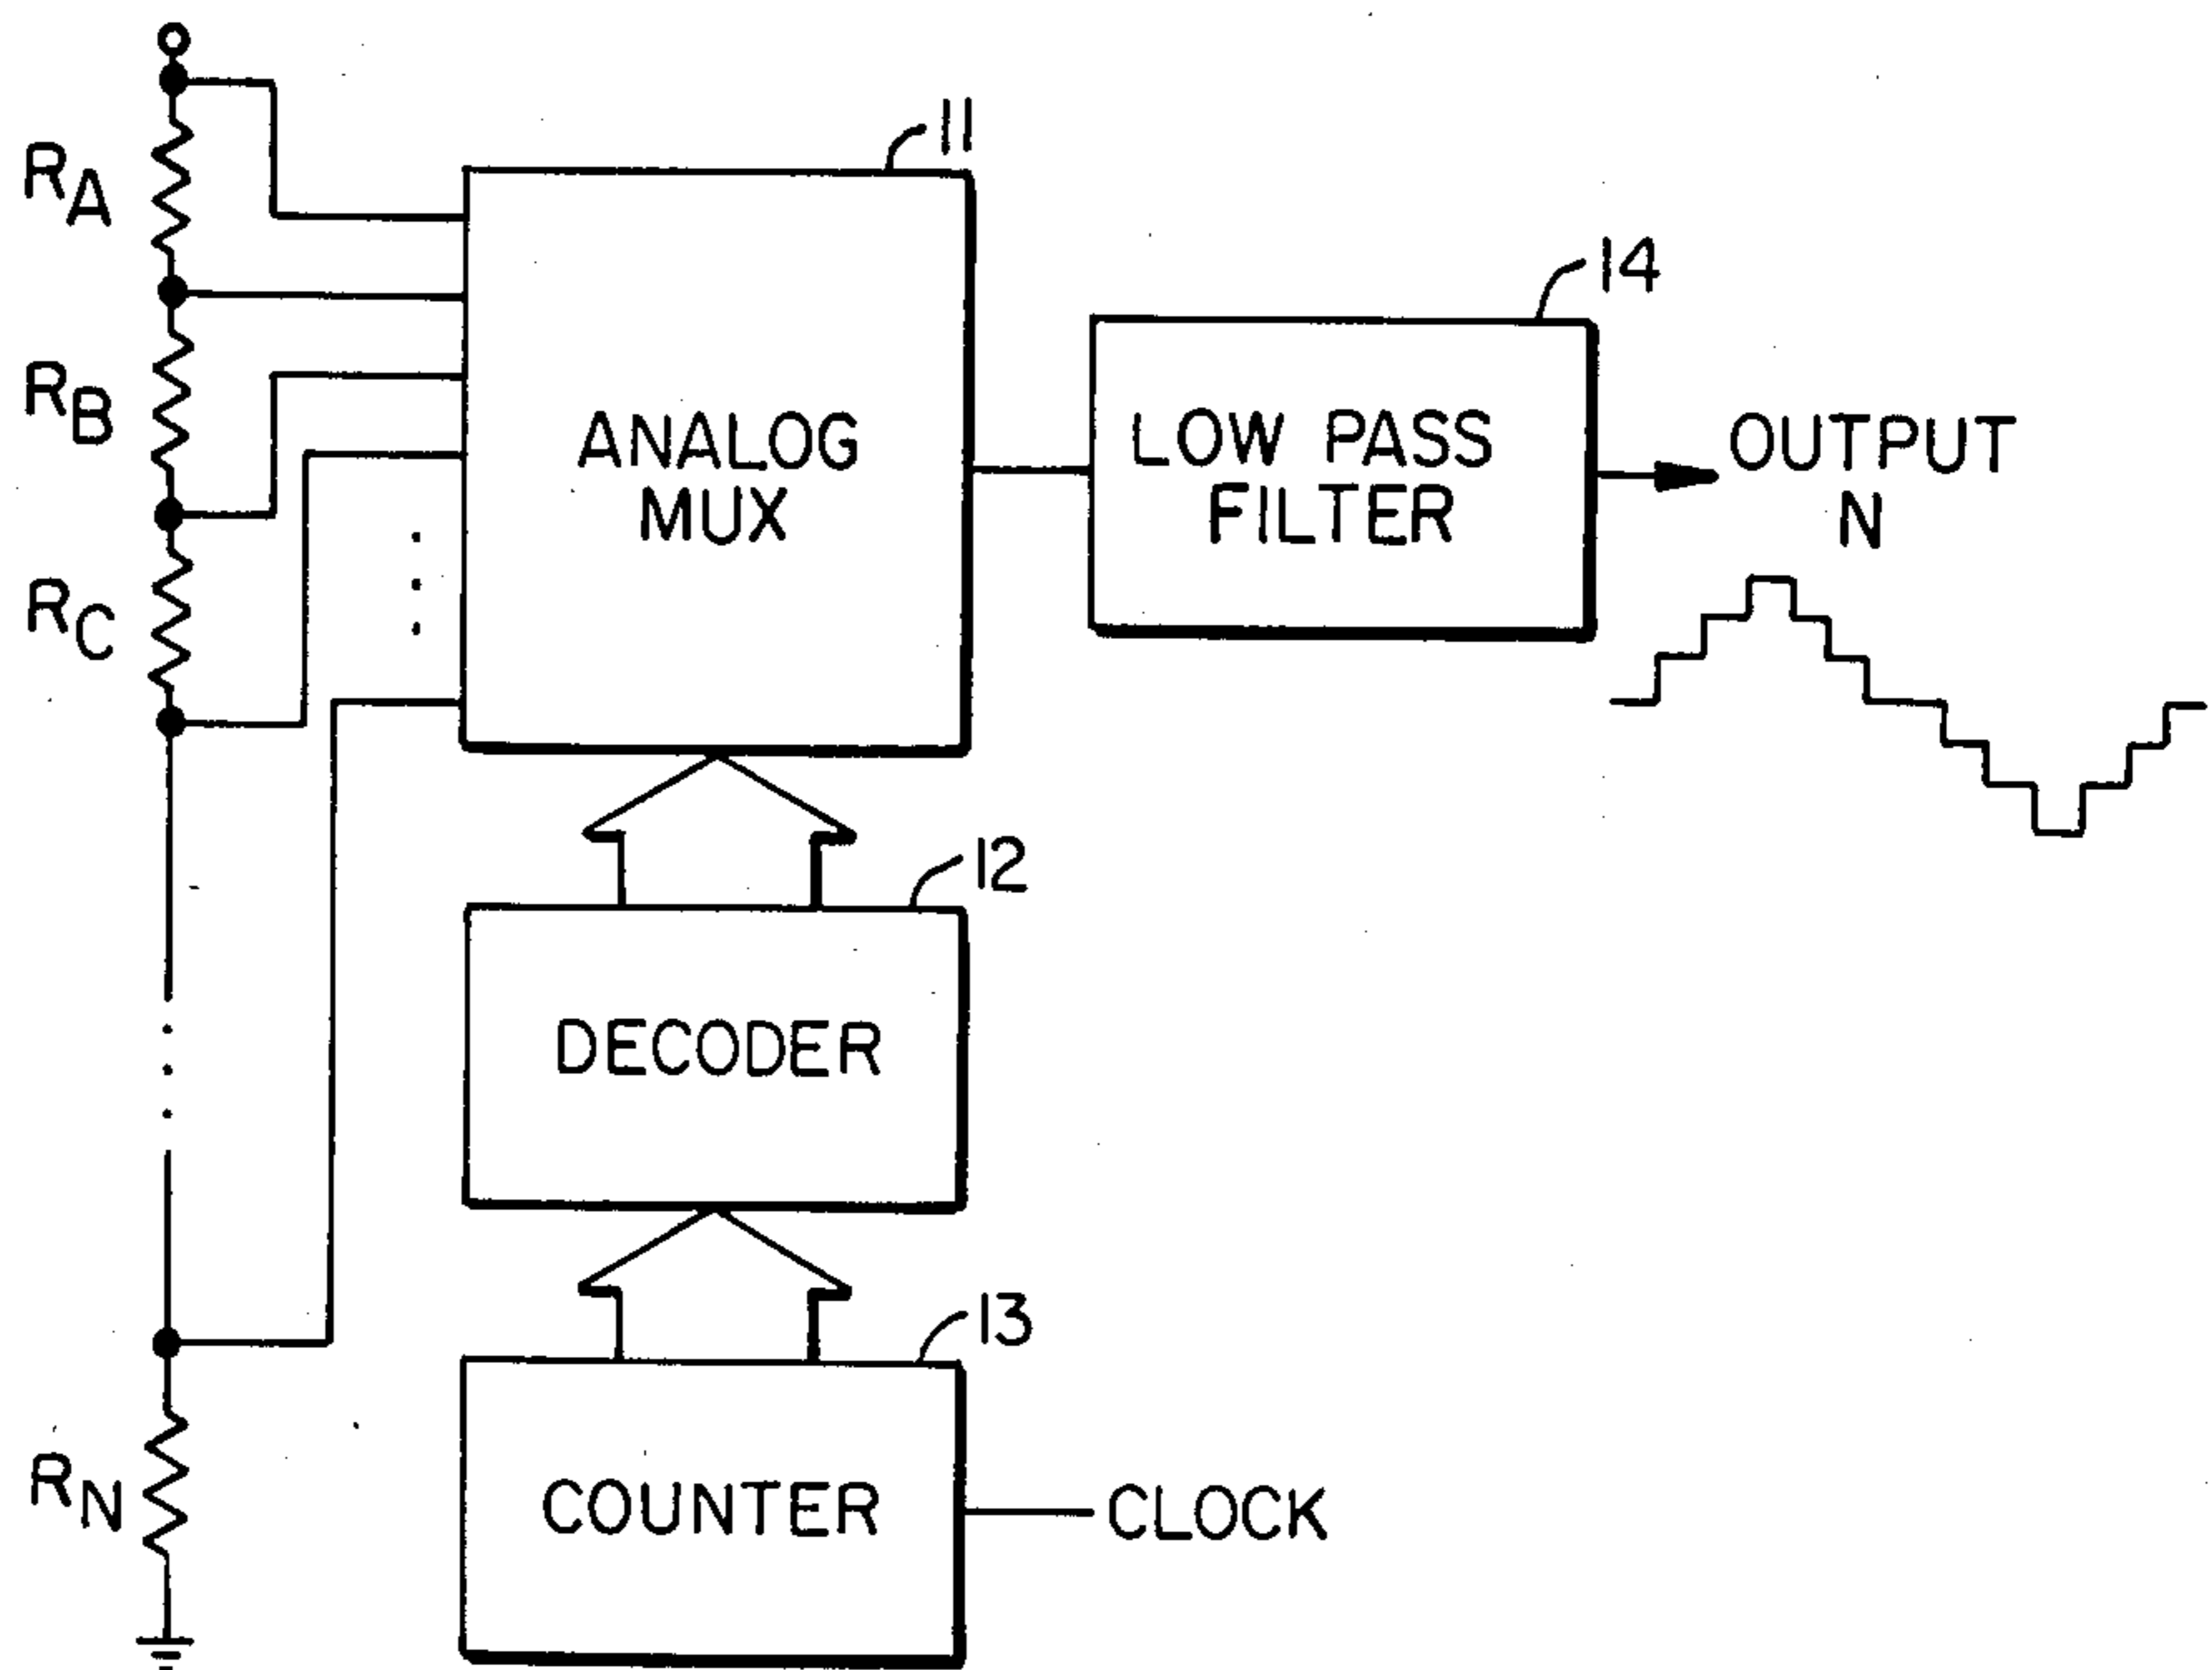 11
RA
14
RB
ANALOG
MUX
LOW PASS
FILTER
OUTPUT
N
RC
12
DECODER
13
RN
COUNTER
CLOCK